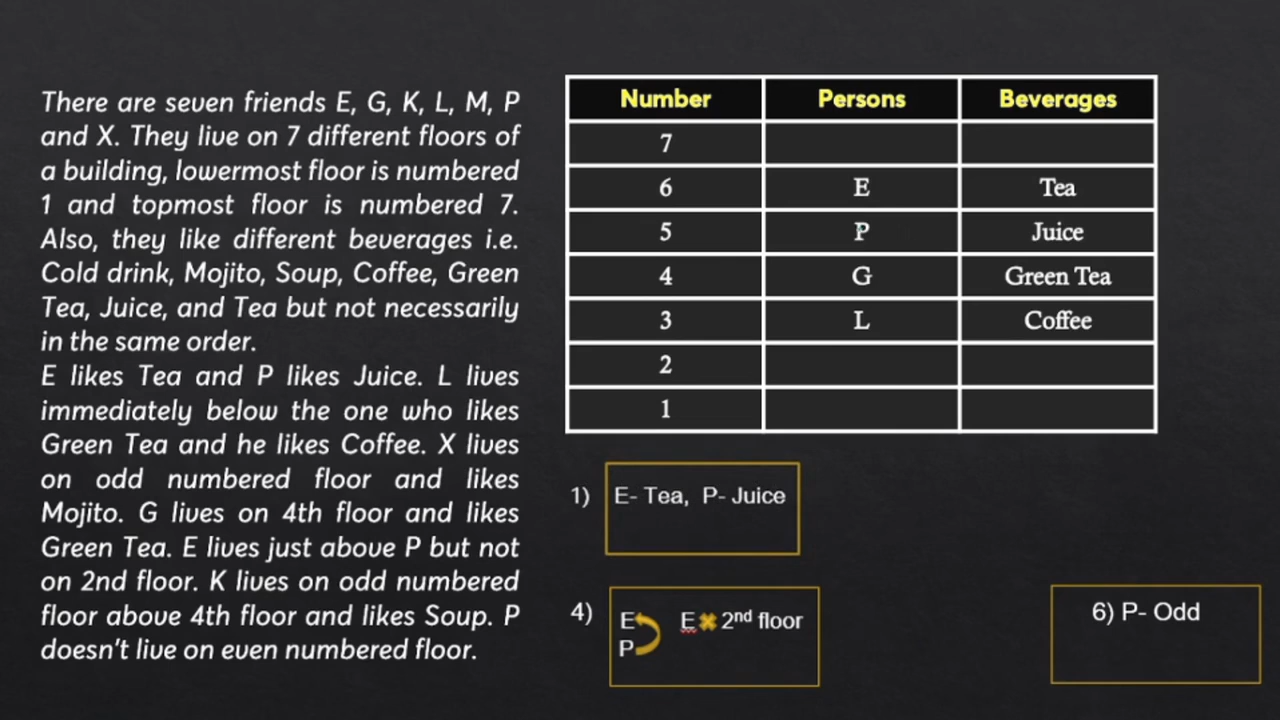 There are seven friends E, G, K, L, M, P
and X. They live on 7 different floors of
a building, lowermost floor is numbered
1 and topmost floor is numbered 7.
Also, they like different beverages i.e.
Cold drink, Mojito, Soup, Coffee, Green
Tea, Juice, and Tea but not necessarily
in the same order.
E likes Tea and P likes Juice. L lives
immediately below the one who likes
Green Tea and he likes Coffee. X lives
on odd numbered floor and likes
Mojito. G lives on 4th floor and likes
Green Tea. E lives just above P but not
on 2nd floor. K lives on odd numbered
floor above 4th floor and likes Soup. P
doesn't live on even numbered floor.
Number Persons Beverages
7
6 E Tea
5 P Juice
4 G Green Tea
3 L Coffee
2
1
1) E- Tea, P- Juice
4) E E 2nd floor
P
6) P- Odd